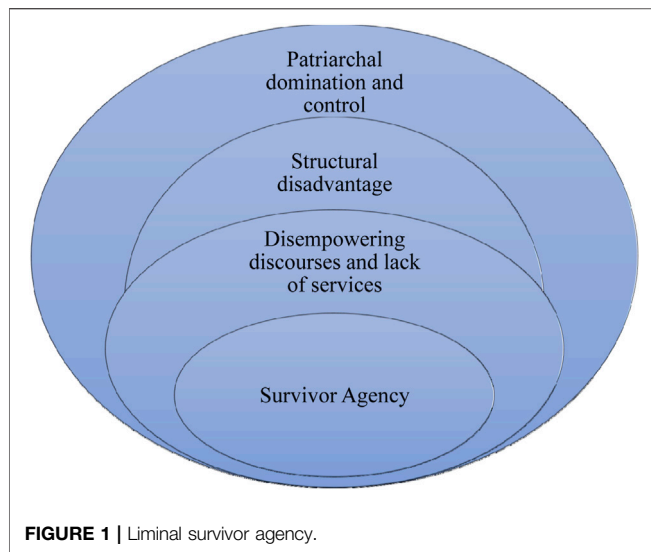 Patriarchal
domination and
control
Structural
disadvantage
Disempowering
discourses and lack
of services
Survivor Agency
FIGURE 1 | Liminal survivor agency.